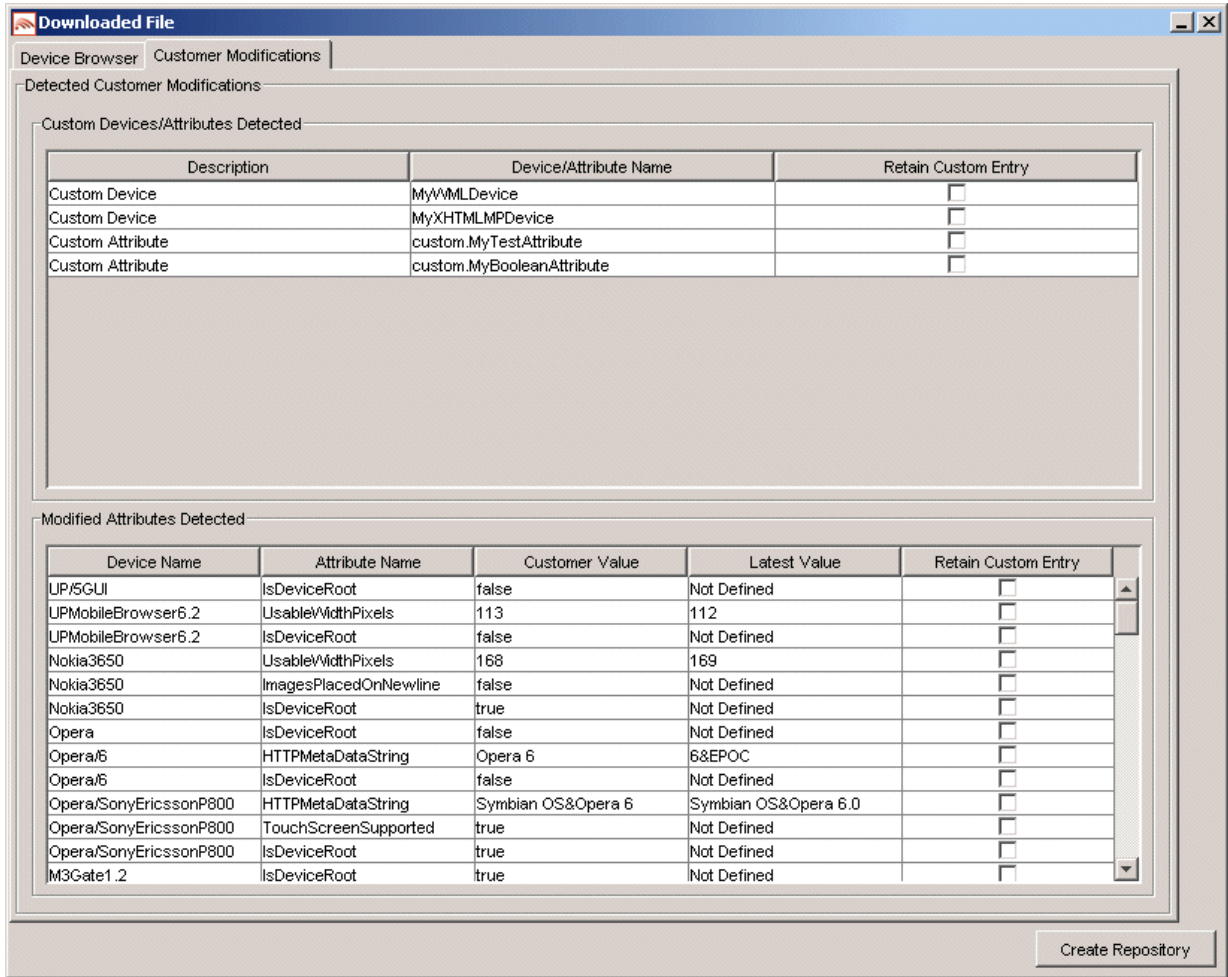 Downloaded File
Device Browser Customer Modifications
Detected Customer Modifications
Custom Devices/Attributes Detected
Description Device/Attribute Name Retain Custom Entry
Custom Device MyWMLDevice
Custom Device MyXHTMLMPDevice
Custom Attribute custom.MyTestAttribute
Custom Attribute custom.MyBooleanAttribute
Modified Attributes Detected
Device Name Attribute Name Customer Value Latest Value Retain Custom Entry
UP/5GUI IsDeviceRoot false Not Defined
UPMobileBrowser6.2 UsableWidthPixels 113 112
UPMobileBrowser6.2 IsDeviceRoot false Not Defined
Nokia3650 UsableWidthPixels 168 169
Nokia3650 ImagesPlacedOnNewline false Not Defined
Nokia3650 IsDeviceRoot true Not Defined
Opera IsDeviceRoot false Not Defined
Opera/6 HTTPMetaDataString Opera 6 6&EPOC
Opera/6 IsDeviceRoot false Not Defined
Opera/SonyEricssonP800 HTTPMetaDataString Symbian OS&Opera 6 Symbian OS&Opera 6.0
Opera/SonyEricssonP800 TouchScreenSupported true Not Defined
Opera/SonyEricssonP800 IsDeviceRoot true Not Defined
M3Gate1.2 IsDeviceRoot true Not Defined
Create Repository